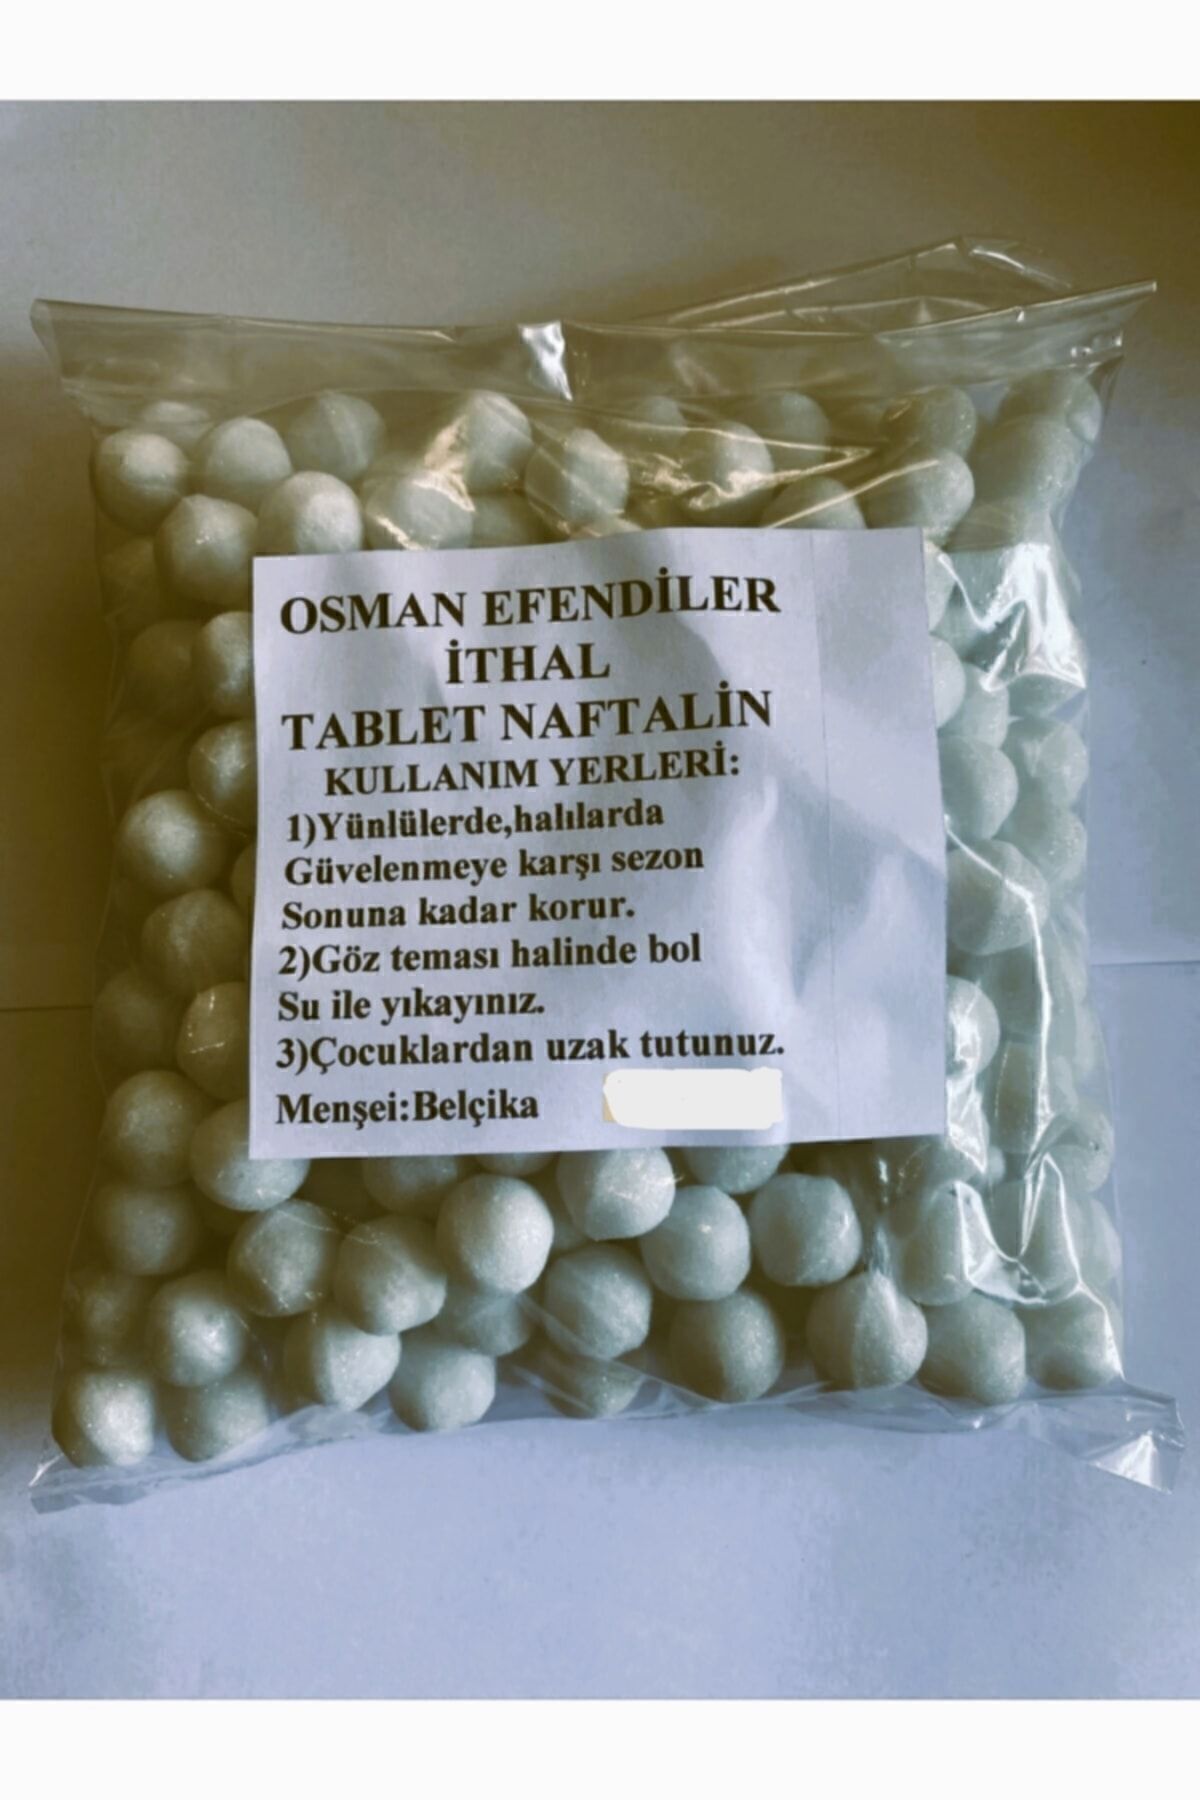 OSMAN EFENDİLER
İTHAL
TABLET NAFTALİN
KULLANIM YERLERİ:
1)Yünlülerde,halılarda
Güvelenmeye karşı sezon
Sonuna kadar korur.
2)Göz teması halinde bol
Su ile yıkayınız.
3)Çocuklardan uzak tutunuz.
Menşei:Belçika